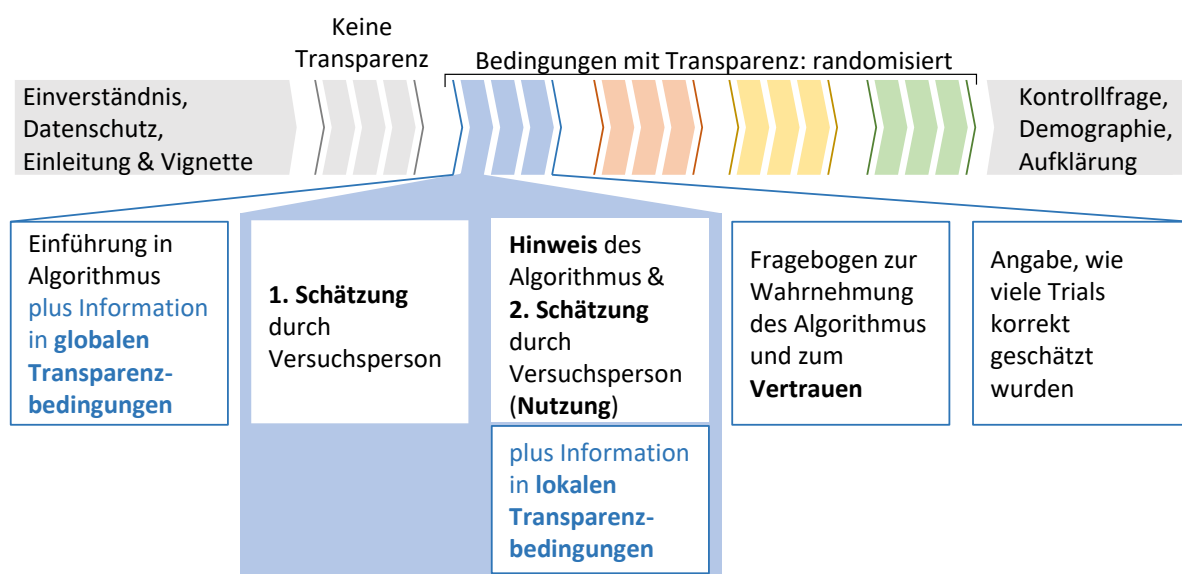 Keine
Transparenz
Bedingungen mit Transparenz: randomisiert
Einverständnis,
Datenschutz,
Einleitung & Vignette
Kontrollfrage,
Demographie,
Aufklärung
Einführung in
Algorithmus
plus Information
in globalen
Transparenz-
bedingungen
1. Schätzung
durch
Versuchsperson
Hinweis des
Algorithmus &
2. Schätzung
durch
Versuchsperson
(Nutzung)
plus Information
in lokalen
Transparenz-
bedingungen
Fragebogen zur
Wahrnehmung
des Algorithmus
und zum
Vertrauen
Angabe, wie
viele Trials
korrekt
geschätzt
wurden